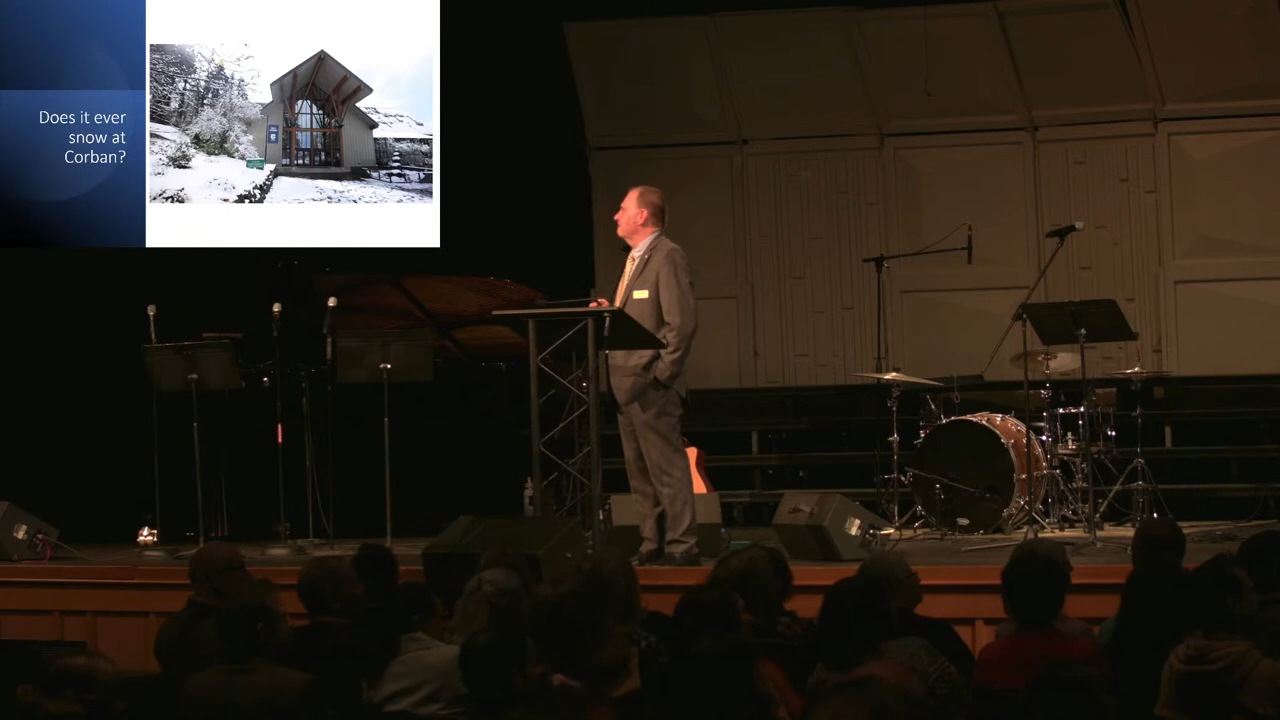 Does it ever
snow at
Corban?